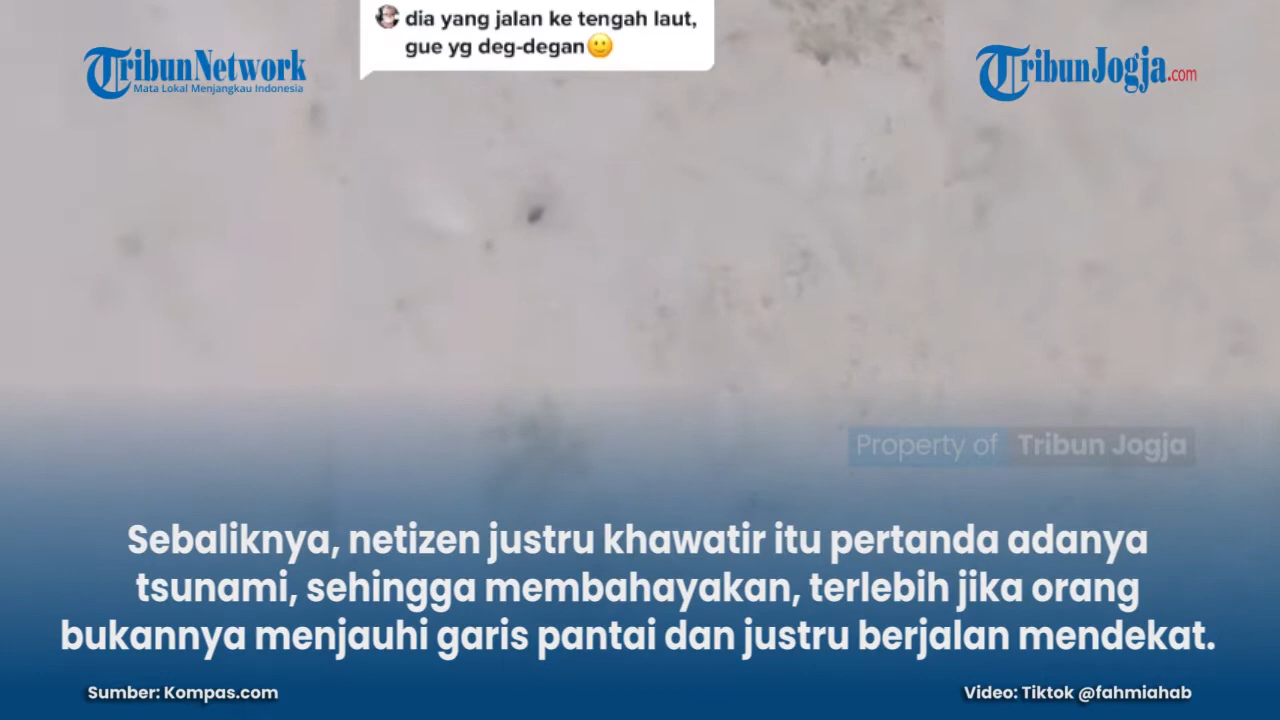 dia yang jalan ke tengah laut,
gue yg deg-degan🙂
TribunNetwork
Mata Lokal Menjangkau Indonesia
TribunJogja.com
Property of Tribun Jogja
Sebaliknya, netizen justru khawatir itu pertanda adanya
tsunami, sehingga membahayakan, terlebih jika orang
bukannya menjauhi garis pantai dan justru berjalan mendekat.
Sumber: Kompas.com
Video: Tiktok @fahmiahab